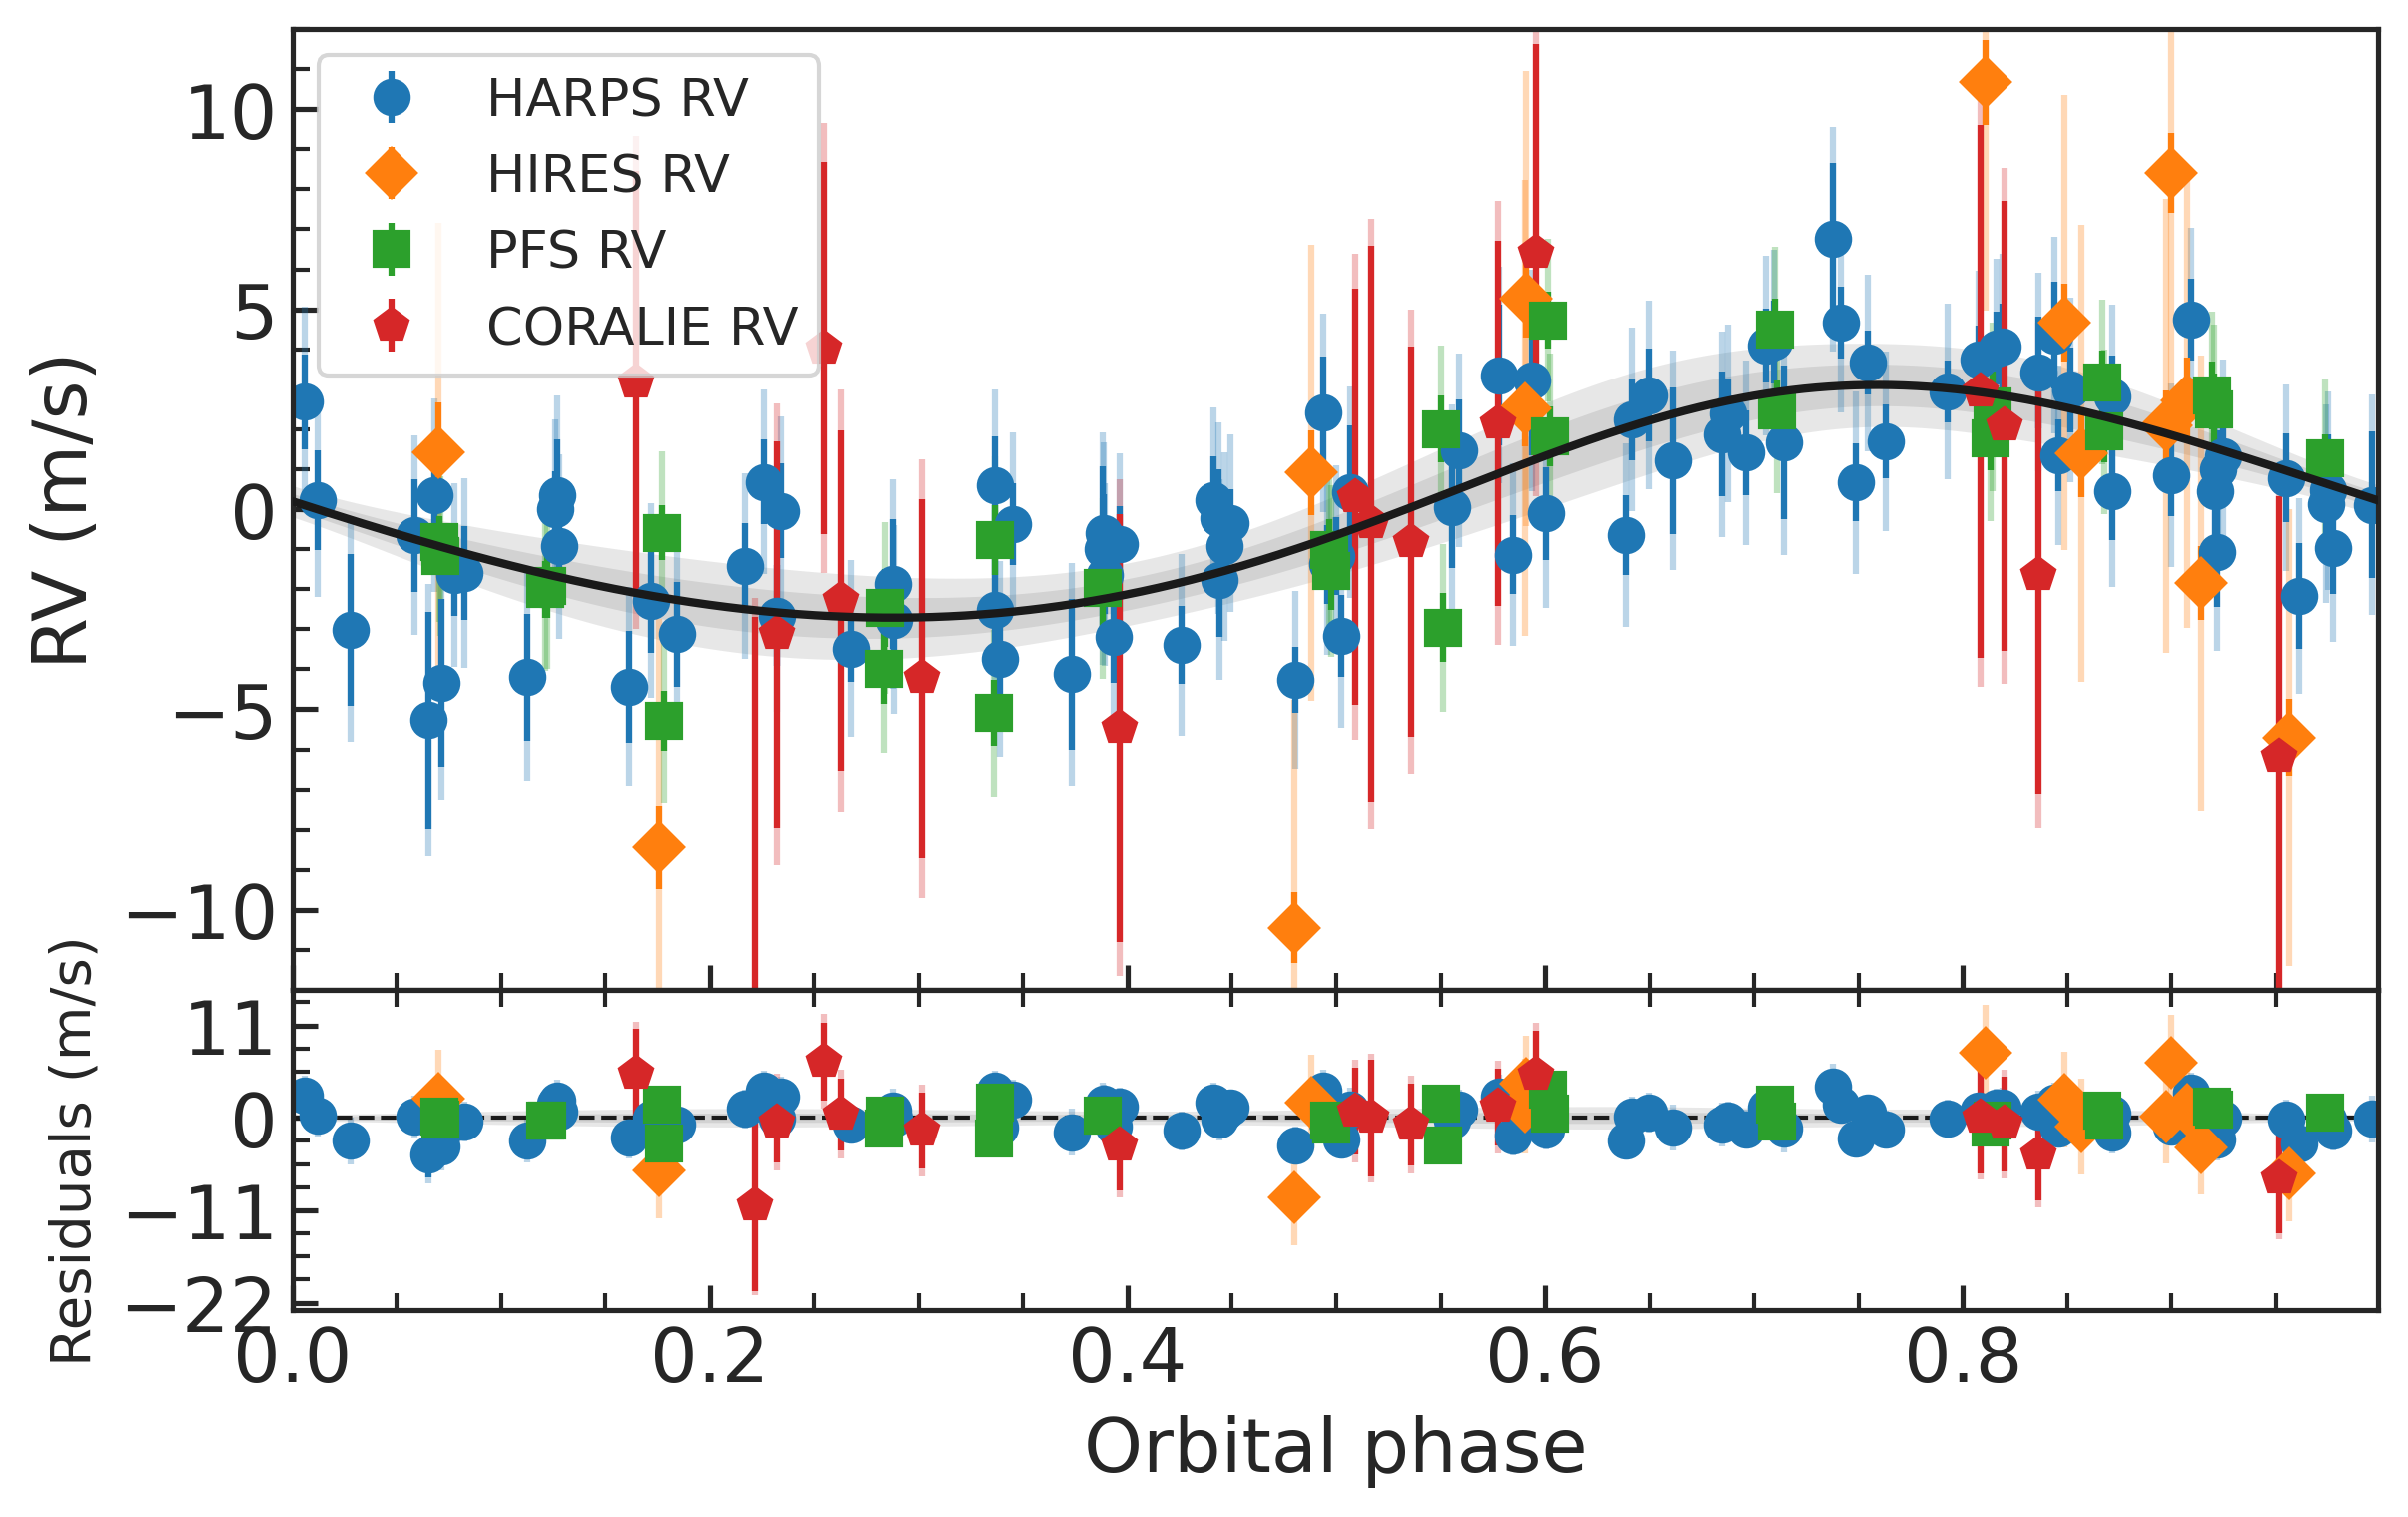 HARPS RV
HIRES RV
PFS RV
CORALIE RV
RV (m/s)
10
5
0
−5
−10
Residuals (m/s)
11
0
−11
−22
0.0 0.2 0.4 0.6 0.8
Orbital phase